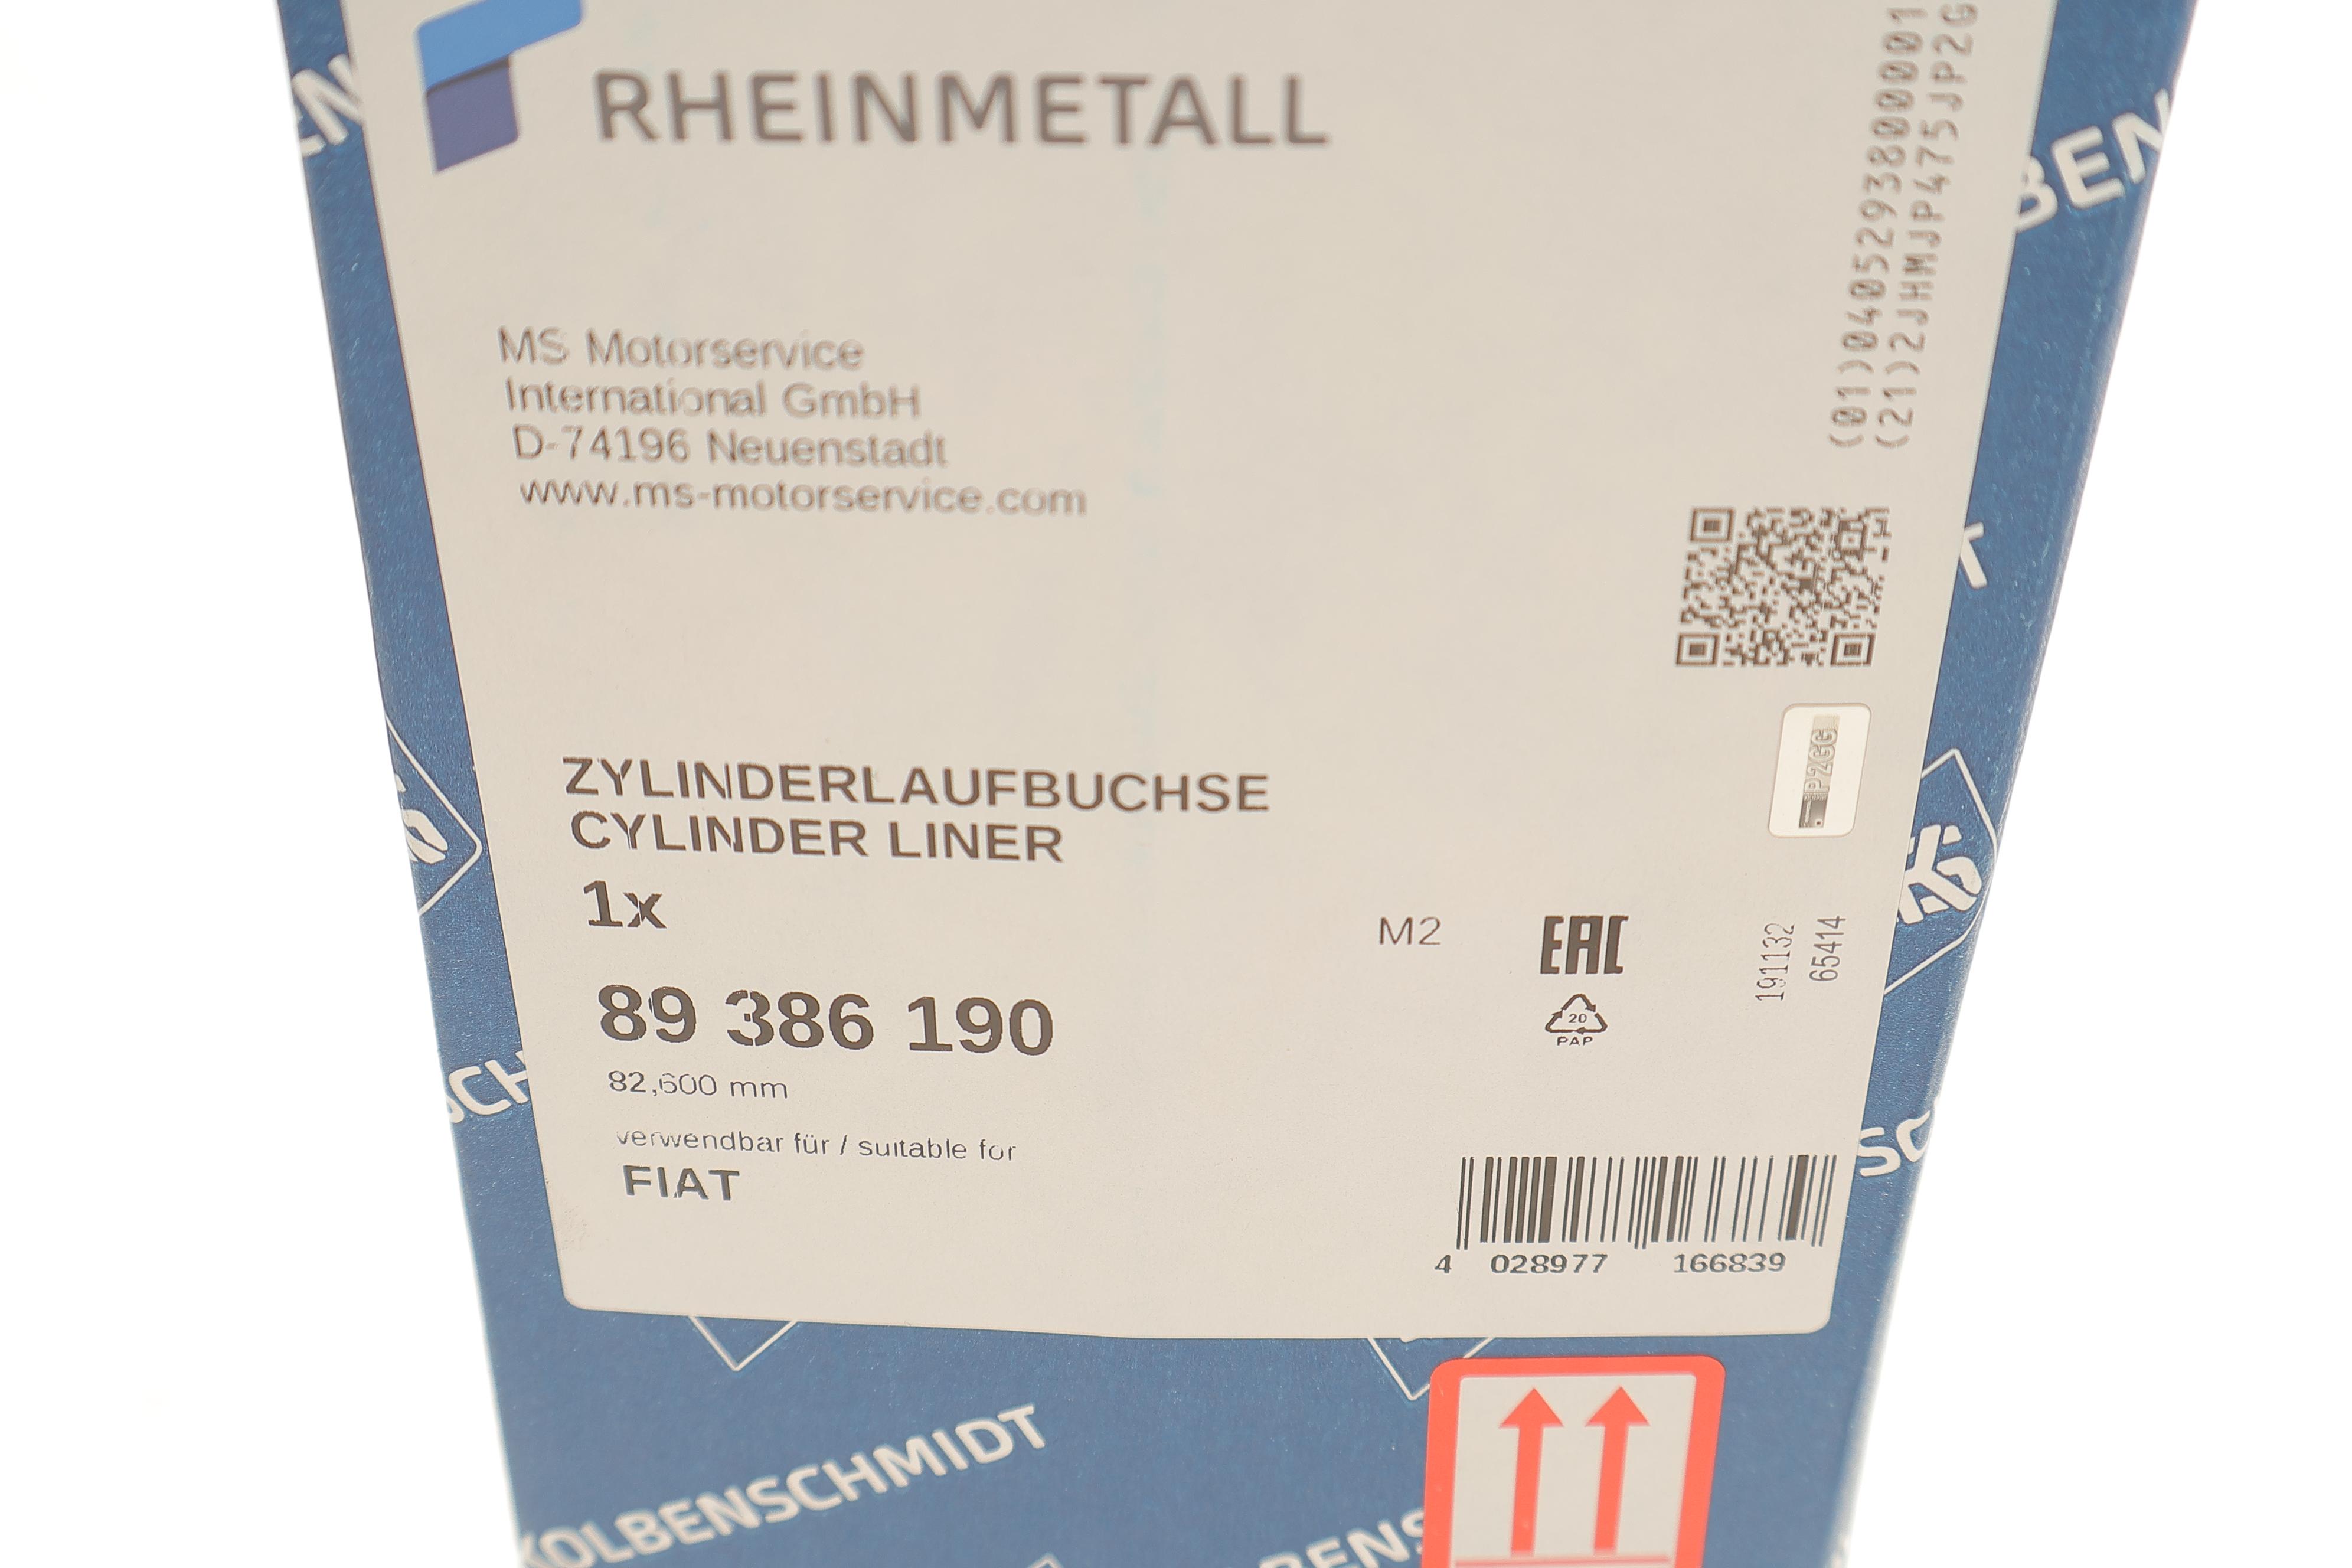 RHEINMETALL
MS Motorservice
International GmbH
D-74196 Neuenstadt
www.ms-motorservice.com
(01)04052938000001
(21)2JHMJP475JP2G
P2GG
ZYLINDERLAUFBUCHSE
CYLINDER LINER
1x
M2
EAC
191132
65414
89 386 190
20
PAP
82,600 mm
verwendbar für / suitable for
FIAT
4 028977 166839
KOLBENSCHMIDT